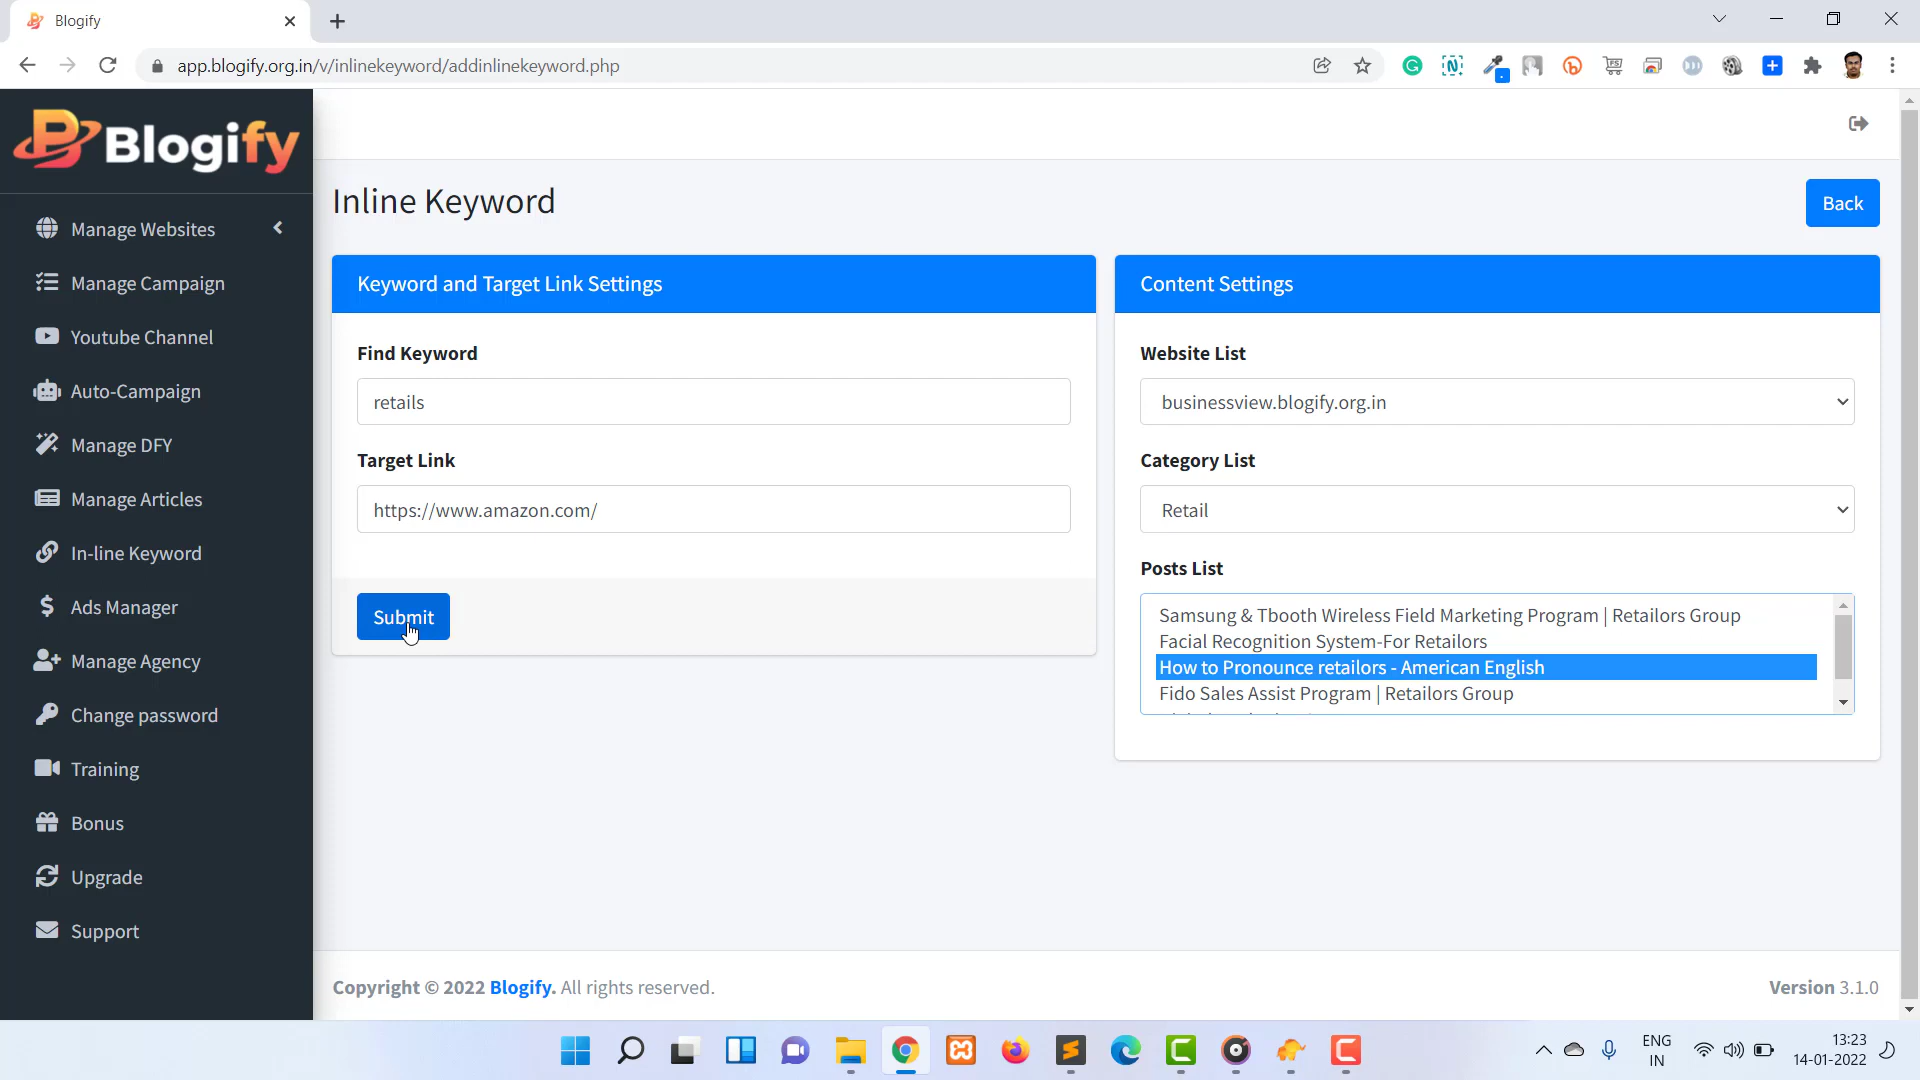 Blogify
app.blogify.org.in/v/inlinekeyword/addinlinekeyword.php
Blogify
Manage Websites
Manage Campaign
Youtube Channel
Auto-Campaign
Manage DFY
Manage Articles
In-line Keyword
Ads Manager
Manage Agency
Change password
Training
Bonus
Upgrade
Support
Inline Keyword
Back
Keyword and Target Link Settings
Find Keyword
retails
Target Link
https://www.amazon.com/
Submit
Content Settings
Website List
businessview.blogify.org.in
Category List
Retail
Posts List
Samsung & Tbooth Wireless Field Marketing Program | Retailors Group
Facial Recognition System-For Retailors
How to Pronounce retailors - American English
Fido Sales Assist Program | Retailors Group
Copyright © 2022 Blogify. All rights reserved.
Version 3.1.0
ENG
IN
13:23
14-01-2022